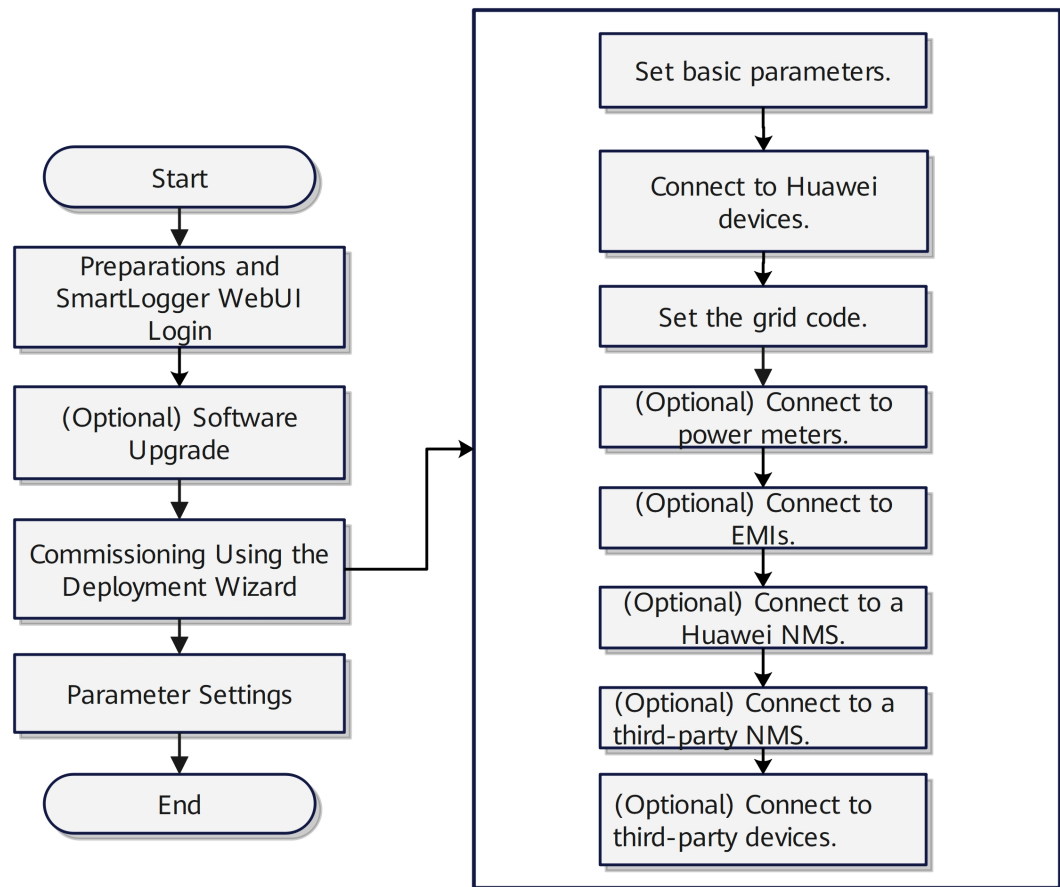 Start
Preparations and
SmartLogger WebUI
Login
(Optional) Software
Upgrade
Commissioning Using the
Deployment Wizard
Parameter Settings
End
Set basic parameters.
Connect to Huawei
devices.
Set the grid code.
(Optional) Connect to
power meters.
(Optional) Connect to
EMIs.
(Optional) Connect to a
Huawei NMS.
(Optional) Connect to a
third-party NMS.
(Optional) Connect to
third-party devices.